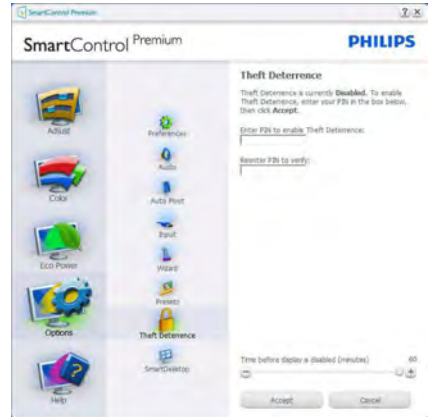 SmartControl Premium
SmartControl Premium
PHILIPS
Adjust
Color
Eco Power
Options
Help
Preferences
Audio
Auto Pivot
Input
Wizard
Presets
Theft Deterrence
SmartDesktop
Theft Deterrence
Theft Deterrence is currently Disabled. To enable
Theft Deterrence, enter your PIN in the box below,
then click Accept.
Enter PIN to enable Theft Deterrence:
Reenter PIN to verify:
Time before display is disabled (minutes) 60
Accept Cancel